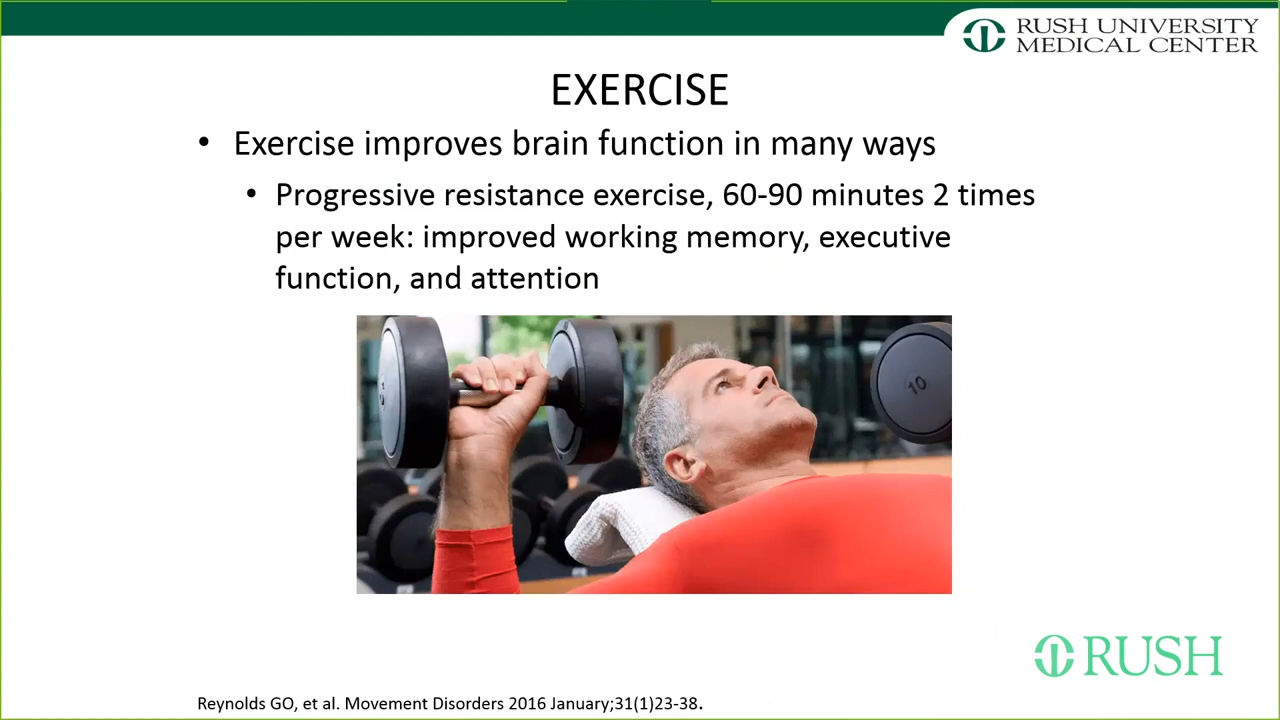 RUSH UNIVERSITY
MEDICAL CENTER
EXERCISE
• Exercise improves brain function in many ways
• Progressive resistance exercise, 60-90 minutes 2 times
per week: improved working memory, executive
function, and attention
10
RUSH
Reynolds GO, et al. Movement Disorders 2016 January;31(1)23-38.